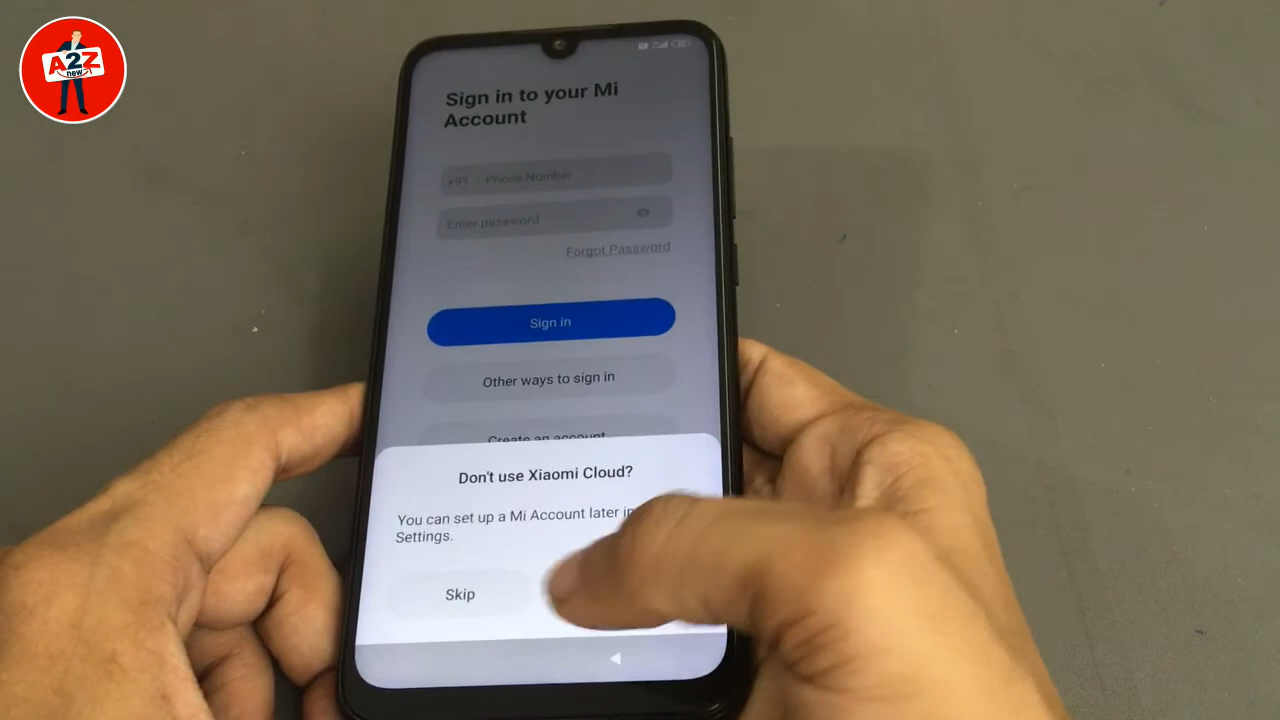 A2Z
new
Sign in to your Mi
Account
+91 Phone Number
Enter password
Forgot Password
Sign in
Other ways to sign in
Create an account
Don't use Xiaomi Cloud?
You can set up a Mi Account later in
Settings.
Skip